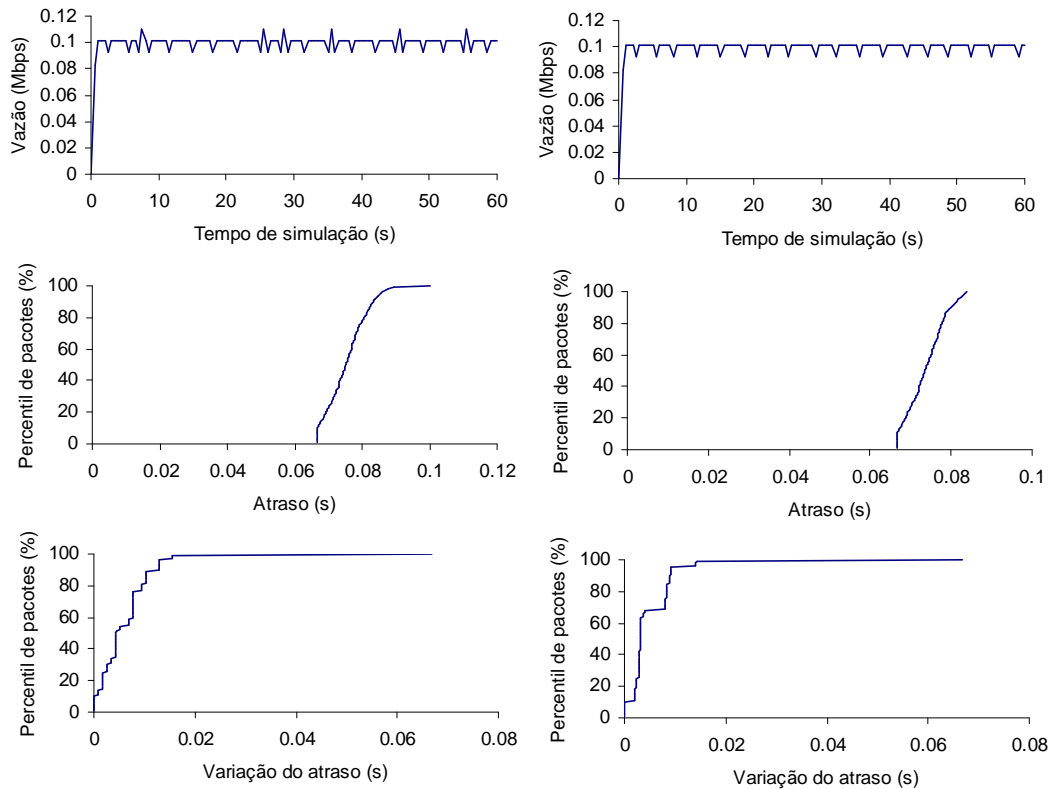 0.12
0.1
0.08
0.06
0.04
0.02
0
Vazão (Mbps)
0 10 20 30 40 50 60
Tempo de simulação (s)
0.12
0.1
0.08
0.06
0.04
0.02
0
Vazão (Mbps)
0 10 20 30 40 50 60
Tempo de simulação (s)
100
80
60
40
20
0
Percentil de pacotes (%)
0 0.02 0.04 0.06 0.08 0.1 0.12
Atraso (s)
100
80
60
40
20
0
Percentil de pacotes (%)
0 0.02 0.04 0.06 0.08 0.1
Atraso (s)
100
80
60
40
20
0
Percentil de pacotes (%)
0 0.02 0.04 0.06 0.08
Variação do atraso (s)
100
80
60
40
20
0
Percentil de pacotes (%)
0 0.02 0.04 0.06 0.08
Variação do atraso (s)